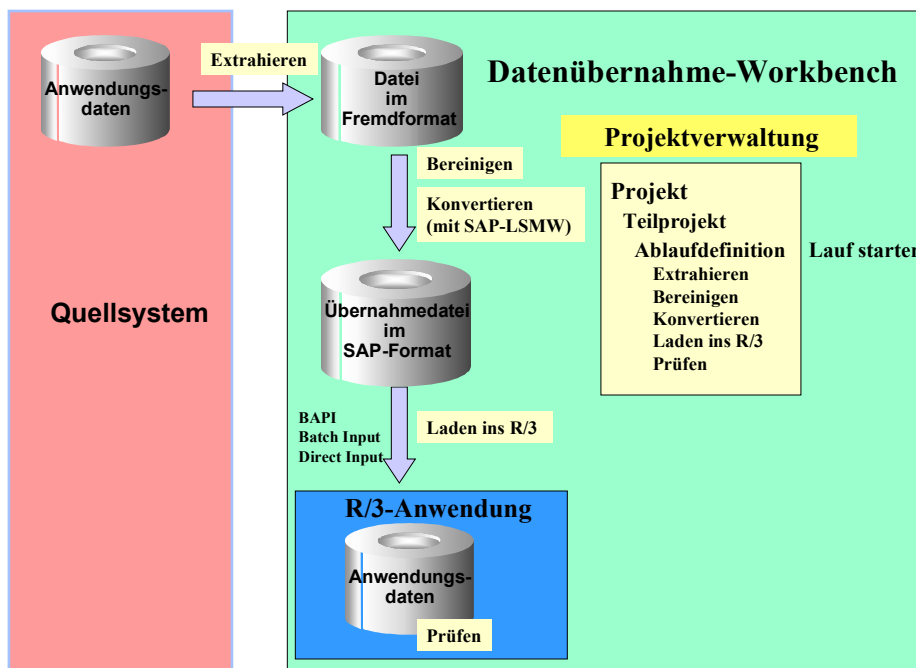 Anwendungs-
daten
Extrahieren
Datei
im
Fremdformat
Datenübernahme-Workbench
Bereinigen
Konvertieren
(mit SAP-LSMW)
Projektverwaltung
Projekt
Teilprojekt
Ablaufdefinition
Extrahieren
Bereinigen
Konvertieren
Laden ins R/3
Prüfen
Lauf starten
Quellsystem
Übernahmedatei
im
SAP-Format
BAPI
Batch Input
Direct Input
Laden ins R/3
R/3-Anwendung
Anwendungs-
daten
Prüfen